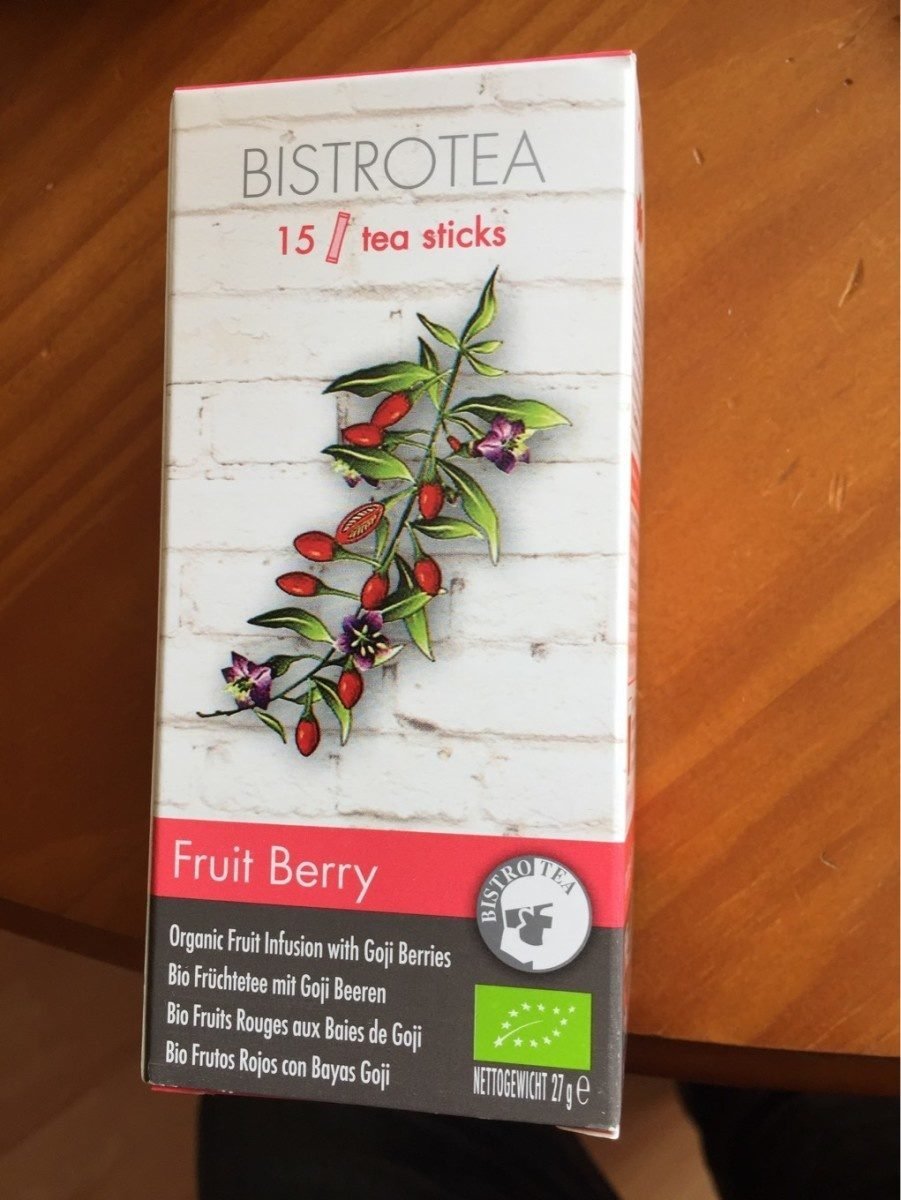 BISTROTEA
15 tea sticks
Fruit Berry
BISTRO TEA
Organic Fruit Infusion with Goji Berries
Bio Früchtetee mit Goji Beeren
Bio Fruits Rouges aux Baies de Goji
Bio Frutos Rojos con Bayas Goji
NETTOGEWICHT 27 g e